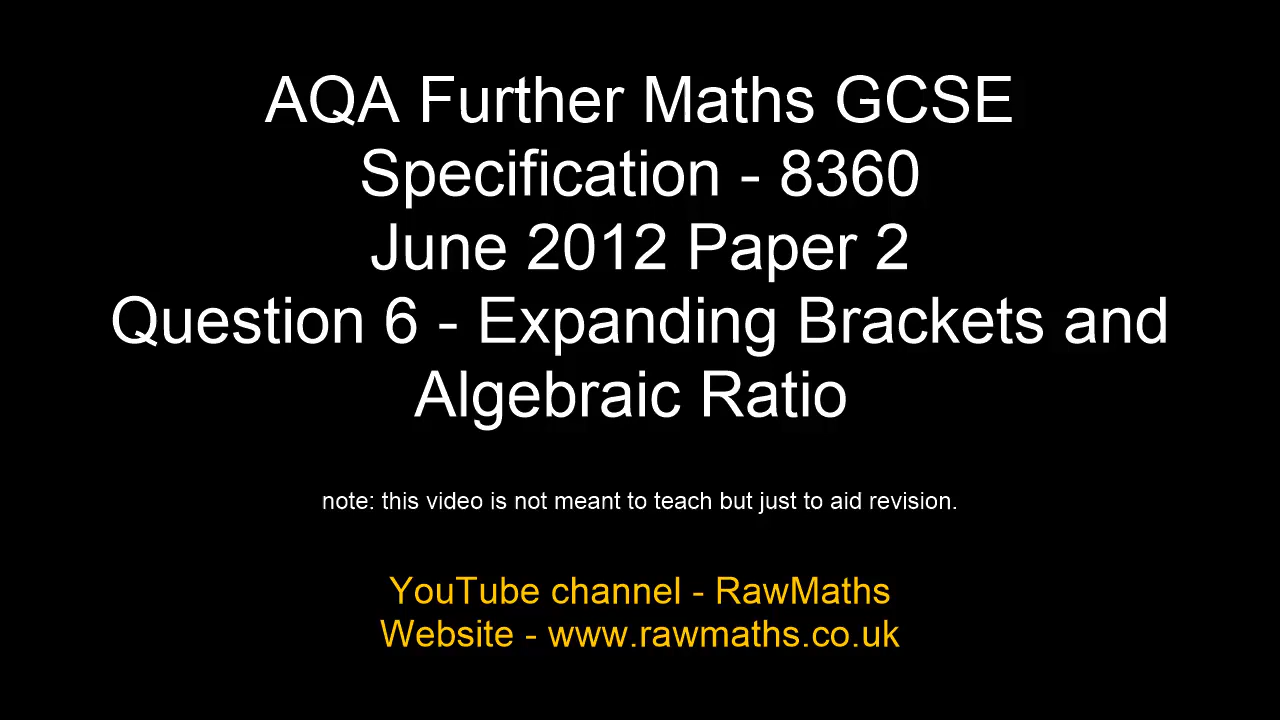 AQA Further Maths GCSE
Specification - 8360
June 2012 Paper 2
Question 6 - Expanding Brackets and
Algebraic Ratio
note: this video is not meant to teach but just to aid revision.
YouTube channel - RawMaths
Website - www.rawmaths.co.uk